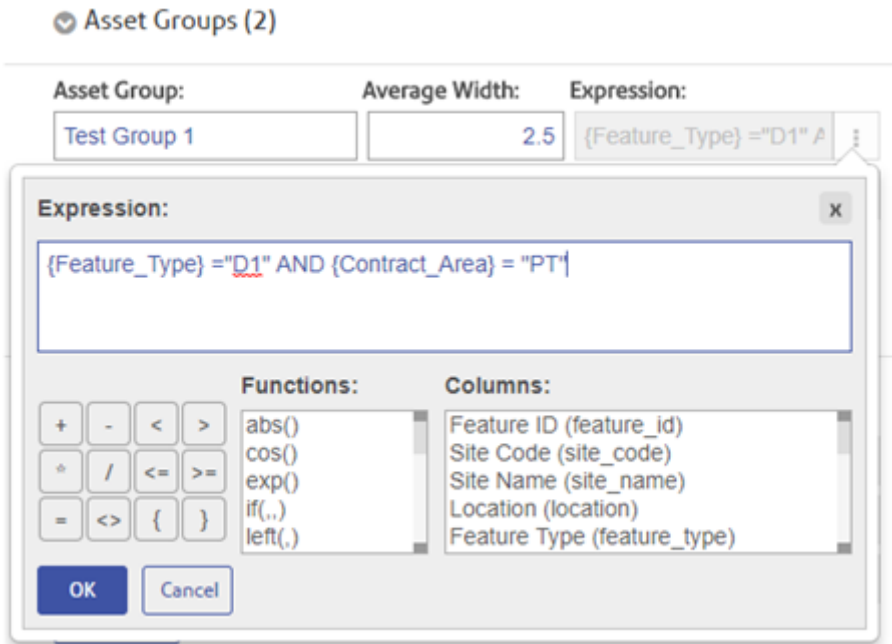 Asset Groups (2)
Asset Group: Average Width: Expression:
Test Group 1 2.5 {Feature_Type} ="D1" A
Expression: x
{Feature_Type} ="D1" AND {Contract_Area} = "PT"
Functions: Columns:
+ - < > abs() Feature ID (feature_id)
cos() Site Code (site_code)
* / <= >= exp() Site Name (site_name)
if(,,) Location (location)
= <> { } left(,) Feature Type (feature_type)
OK Cancel